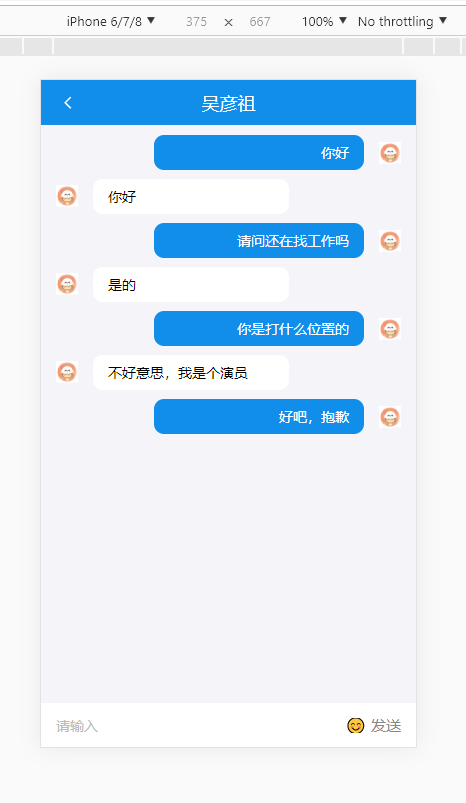 iPhone 6/7/8 ▼ 375 × 667 100% ▼ No throttling ▼
吴彦祖
你好
你好
请问还在找工作吗
是的
你是打什么位置的
不好意思，我是个演员
好吧，抱歉
请输入 发送